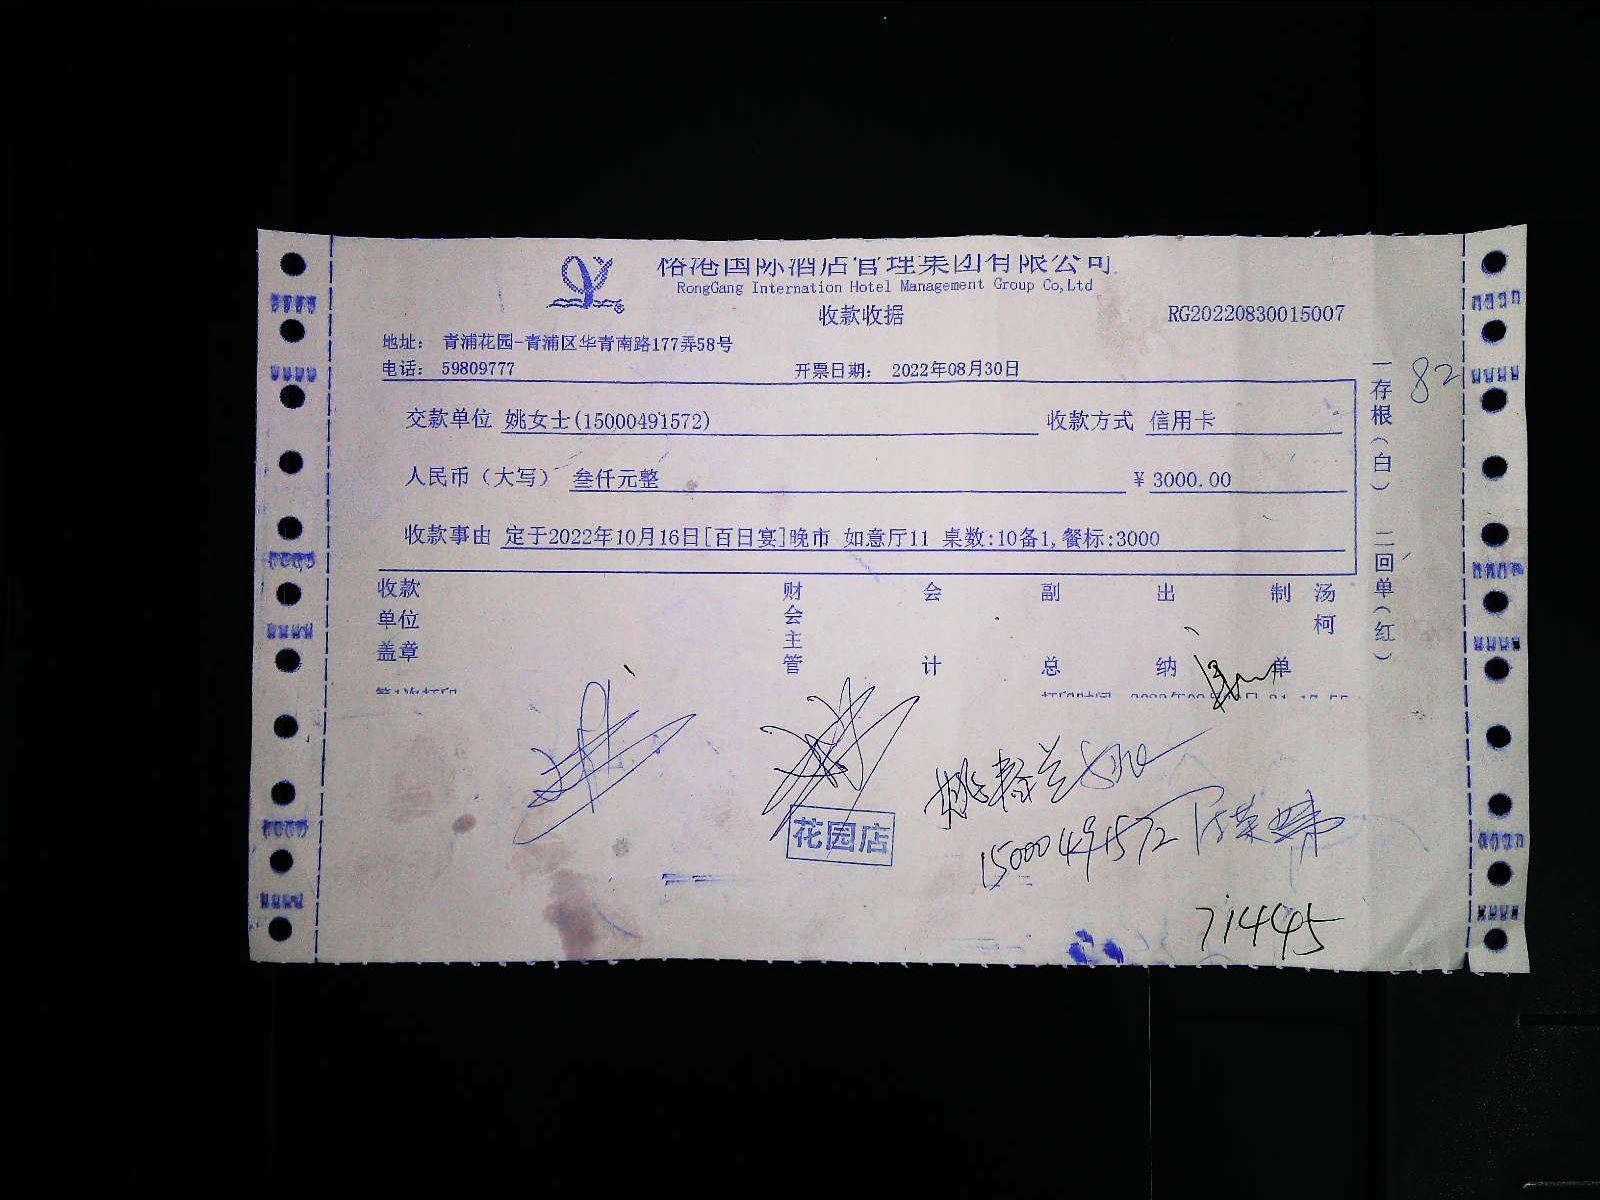 港国际酒店管理集团有限公司
RongGang Internation Hotel Management Group Co,Ltd
收款收据
RG20220830015007
地址： 青浦花园-青浦区华青南路177弄58号
电话： 59809777 开票日期： 2022年08月30日
交款单位 姚女士(15000491572) 收款方式 信用卡
人民币（大写） 叁仟元整 ￥3000.00
收款事由 定于2022年10月16日[百日宴]晚市 如意厅11 桌数:10备1,餐标:3000
收款单位盖章 财会主管 会计 副总 出纳 制单 汤柯
一存根（白） 二回单（红）
82
花园店
15000491572
714445